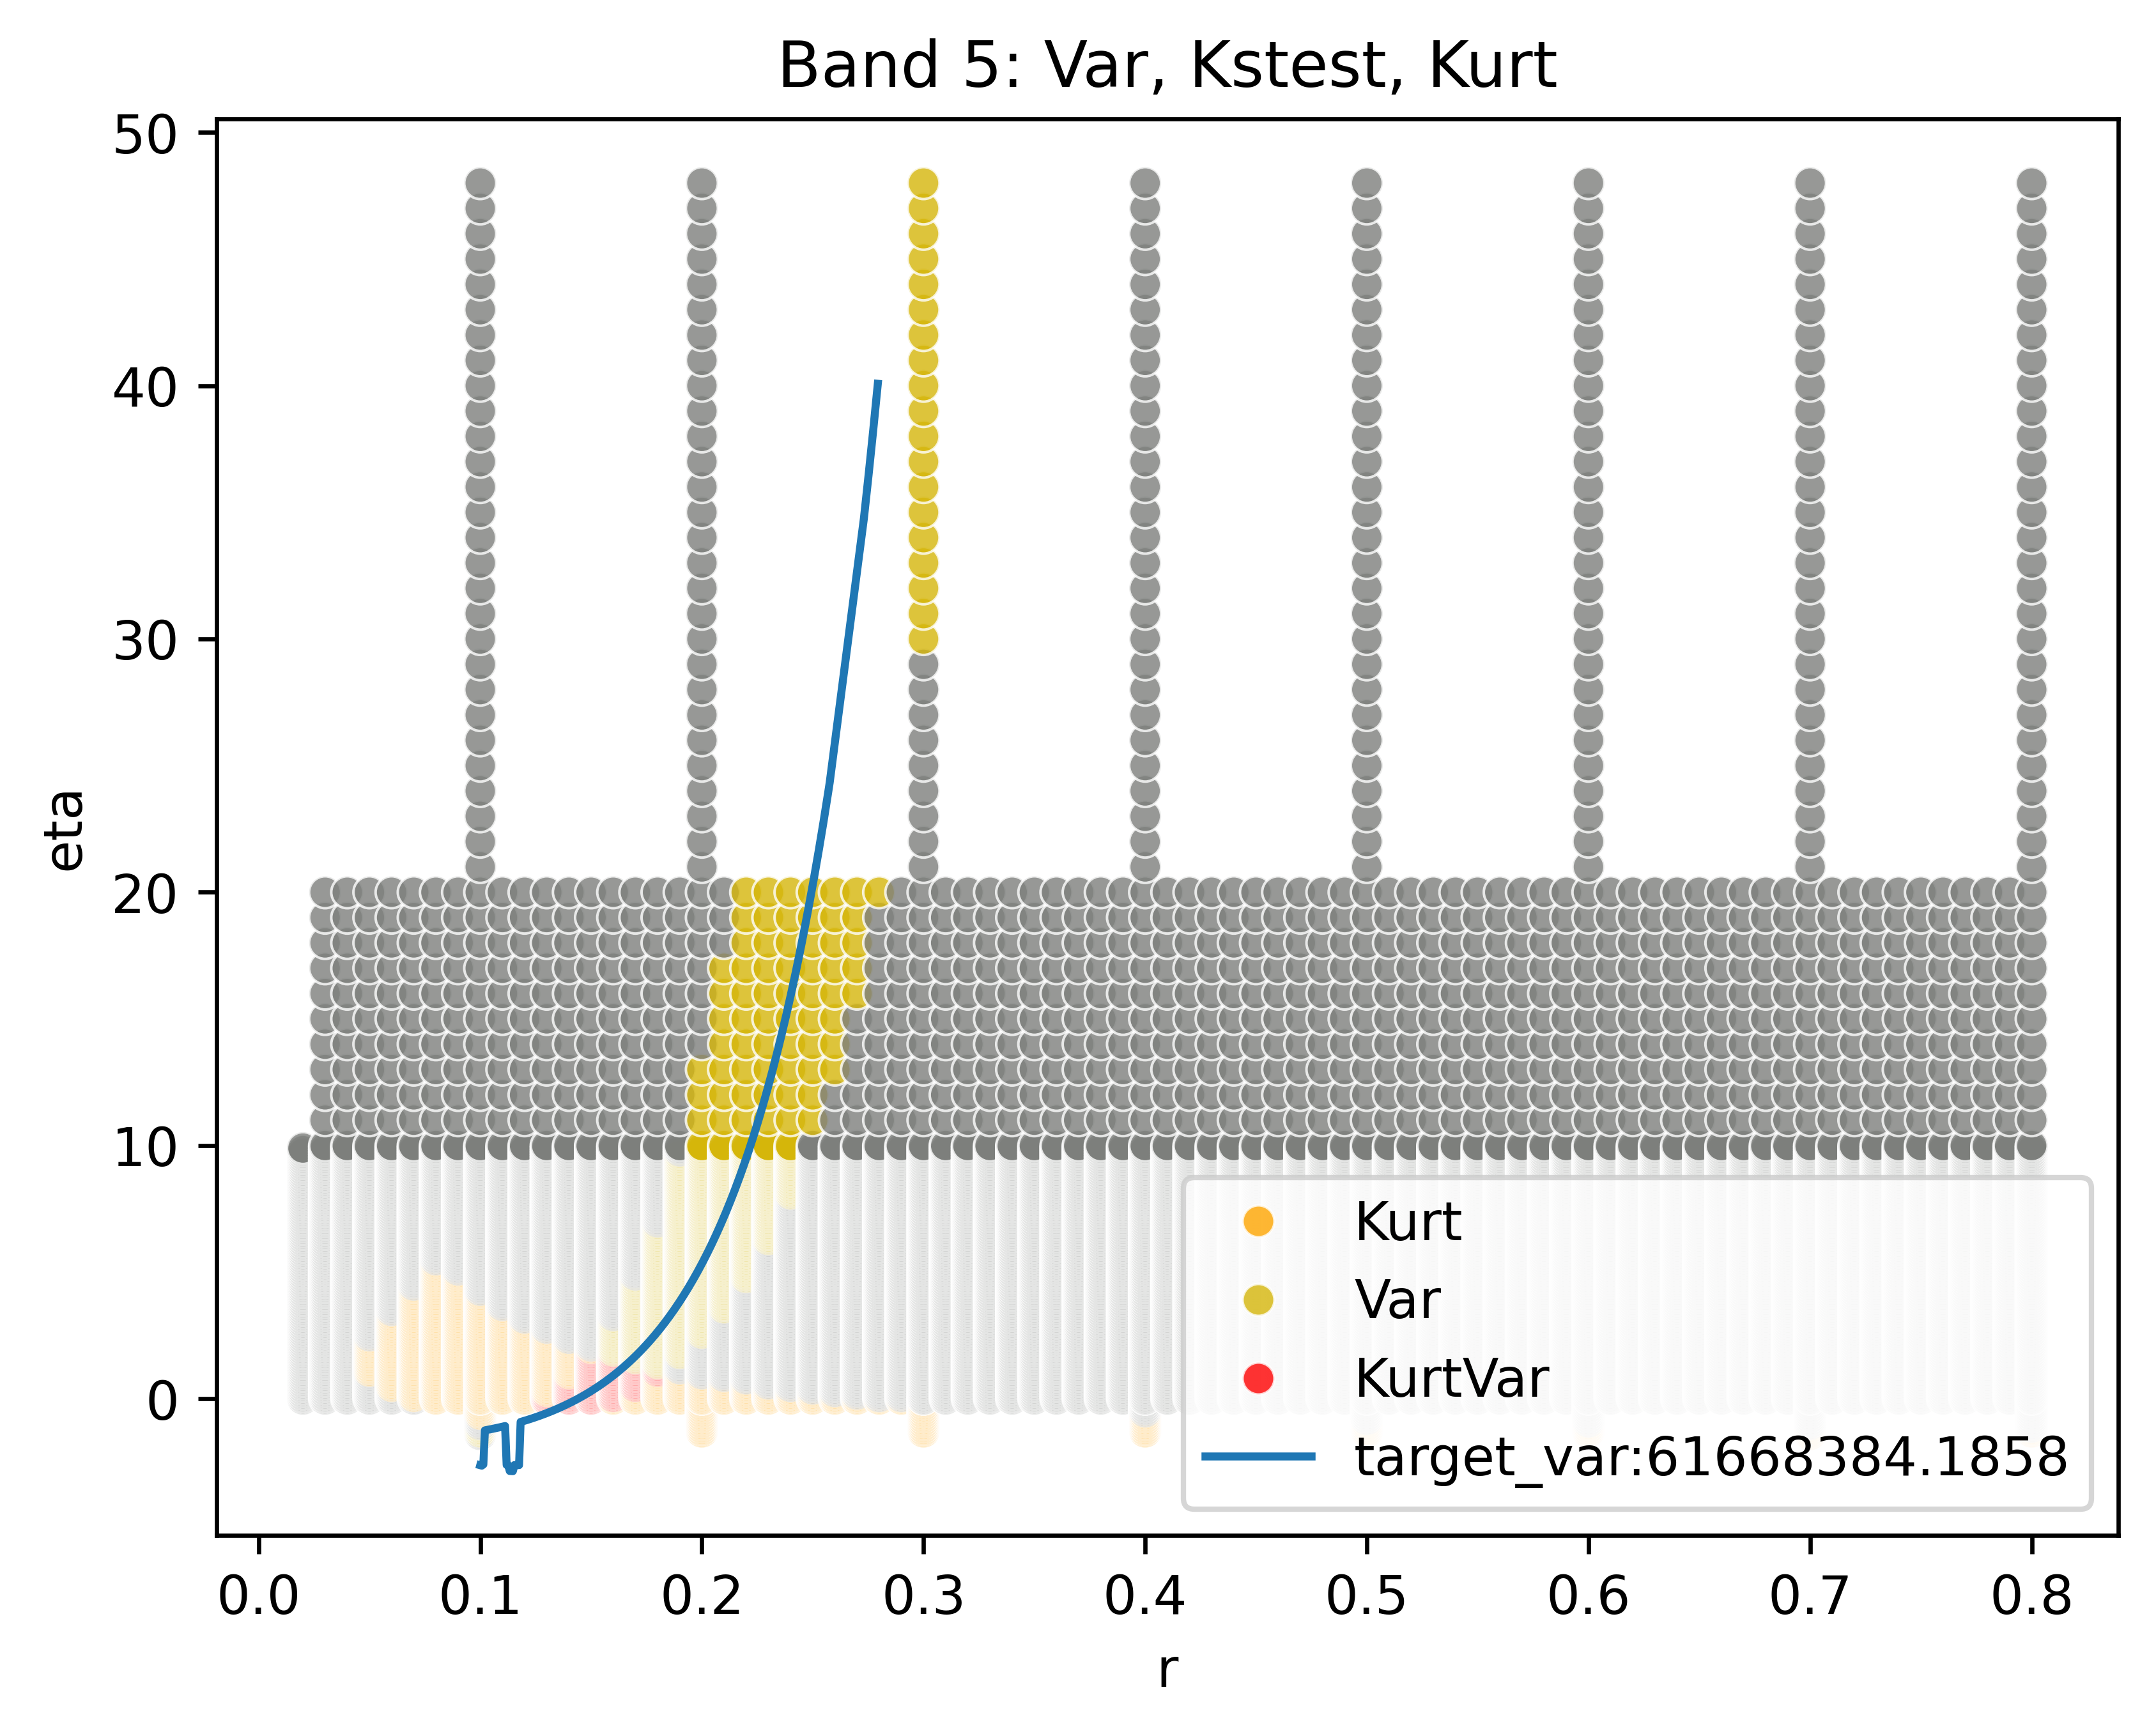 Band 5: Var, Kstest, Kurt
eta
50
40
30
20
10
0
Kurt
Var
KurtVar
target_var:61668384.1858
0.0 0.1 0.2 0.3 0.4 0.5 0.6 0.7 0.8
r